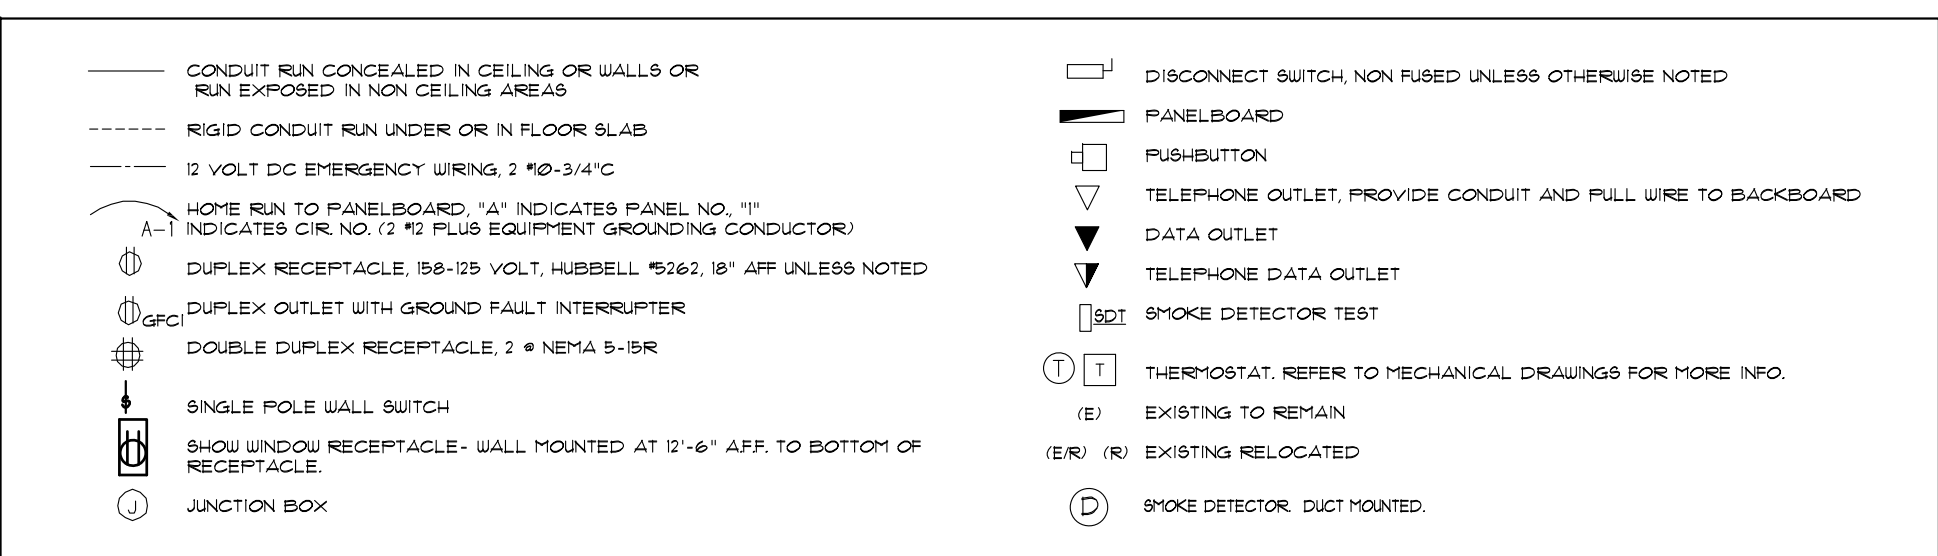 CONDUIT RUN CONCEALED IN CEILING OR WALLS OR
RUN EXPOSED IN NON CEILING AREAS
RIGID CONDUIT RUN UNDER OR IN FLOOR SLAB
12 VOLT DC EMERGENCY WIRING, 2 #10-3/4"C
HOME RUN TO PANELBOARD, "A" INDICATES PANEL NO., "1"
A-1 INDICATES CIR. NO. (2 #12 PLUS EQUIPMENT GROUNDING CONDUCTOR)
DUPLEX RECEPTACLE, 158-125 VOLT, HUBBELL #5262, 18" AFF UNLESS NOTED
GFCI DUPLEX OUTLET WITH GROUND FAULT INTERRUPTER
DOUBLE DUPLEX RECEPTACLE, 2 @ NEMA 5-15R
$ SINGLE POLE WALL SWITCH
SHOW WINDOW RECEPTACLE- WALL MOUNTED AT 12'-6" A.F.F. TO BOTTOM OF
RECEPTACLE.
J JUNCTION BOX
DISCONNECT SWITCH, NON FUSED UNLESS OTHERWISE NOTED
PANELBOARD
PUSHBUTTON
TELEPHONE OUTLET, PROVIDE CONDUIT AND PULL WIRE TO BACKBOARD
DATA OUTLET
TELEPHONE DATA OUTLET
SDT SMOKE DETECTOR TEST
T T THERMOSTAT. REFER TO MECHANICAL DRAWINGS FOR MORE INFO.
(E) EXISTING TO REMAIN
(E/R) (R) EXISTING RELOCATED
D SMOKE DETECTOR. DUCT MOUNTED.